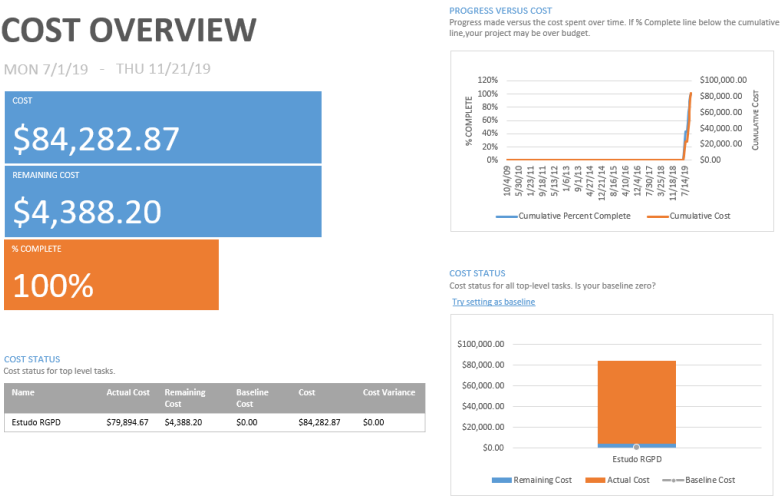 COST OVERVIEW
MON 7/1/19 - THU 11/21/19
COST
$84,282.87
REMAINING COST
$4,388.20
% COMPLETE
100%
COST STATUS
Cost status for top level tasks.
Name Actual Cost Remaining Cost Baseline Cost Cost Cost Variance
Estudo RGPD $79,894.67 $4,388.20 $0.00 $84,282.87 $0.00
PROGRESS VERSUS COST
Progress made versus the cost spent over time. If % Complete line below the cumulative
line,your project may be over budget.
% COMPLETE
120%
100%
80%
60%
40%
20%
0%
$100,000.00
$80,000.00
$60,000.00
$40,000.00
$20,000.00
$0.00
CUMULATIVE COST
10/4/09
5/30/10
1/23/11
9/18/11
5/13/12
1/6/13
9/1/13
4/27/14
12/21/14
8/16/15
4/10/16
12/4/16
7/30/17
3/25/18
11/18/18
7/14/19
Cumulative Percent Complete Cumulative Cost
COST STATUS
Cost status for all top-level tasks. Is your baseline zero?
Try setting as baseline
$100,000.00
$80,000.00
$60,000.00
$40,000.00
$20,000.00
$0.00
Estudo RGPD
Remaining Cost Actual Cost Baseline Cost